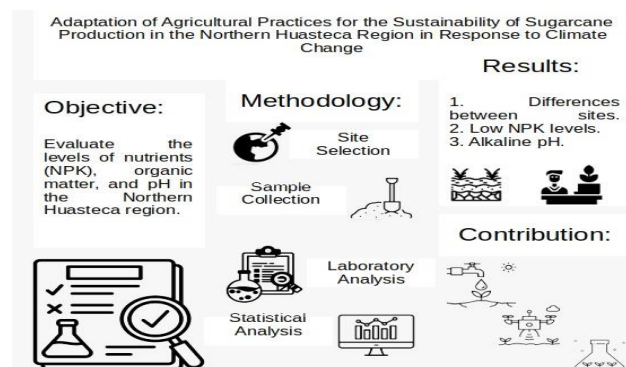 Adaptation of Agricultural Practices for the Sustainability of Sugarcane
Production in the Northern Huasteca Region in Response to Climate
Change
Objective:
Evaluate the
levels of nutrients
(NPK), organic
matter, and pH in
the Northern
Huasteca region.
Methodology:
Site
Selection
Sample
Collection
Laboratory
Analysis
Statistical
Analysis
Results:
1. Differences
between sites.
2. Low NPK levels.
3. Alkaline pH.
Contribution: